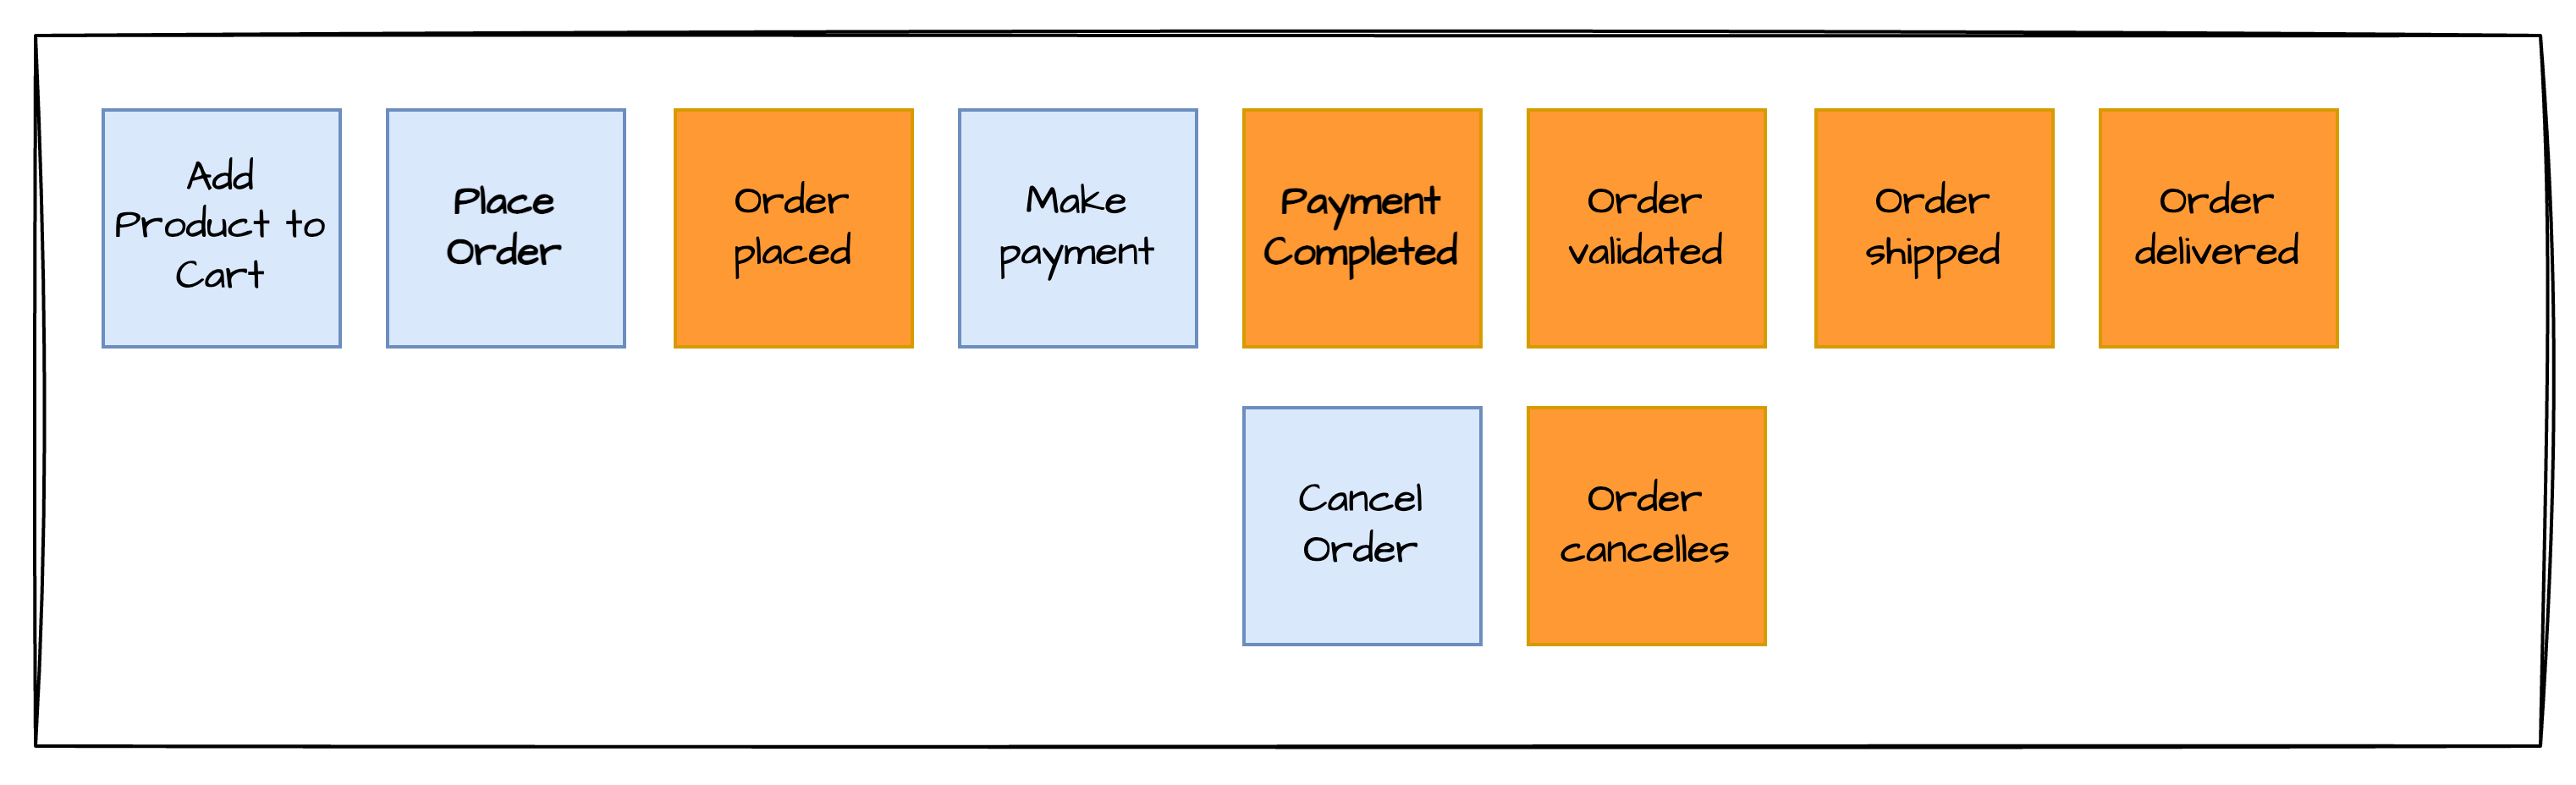 Add
Product to
Cart
Place
Order
Order
placed
Make
payment
Payment
Completed
Order
validated
Order
shipped
Order
delivered
Cancel
Order
Order
cancelles